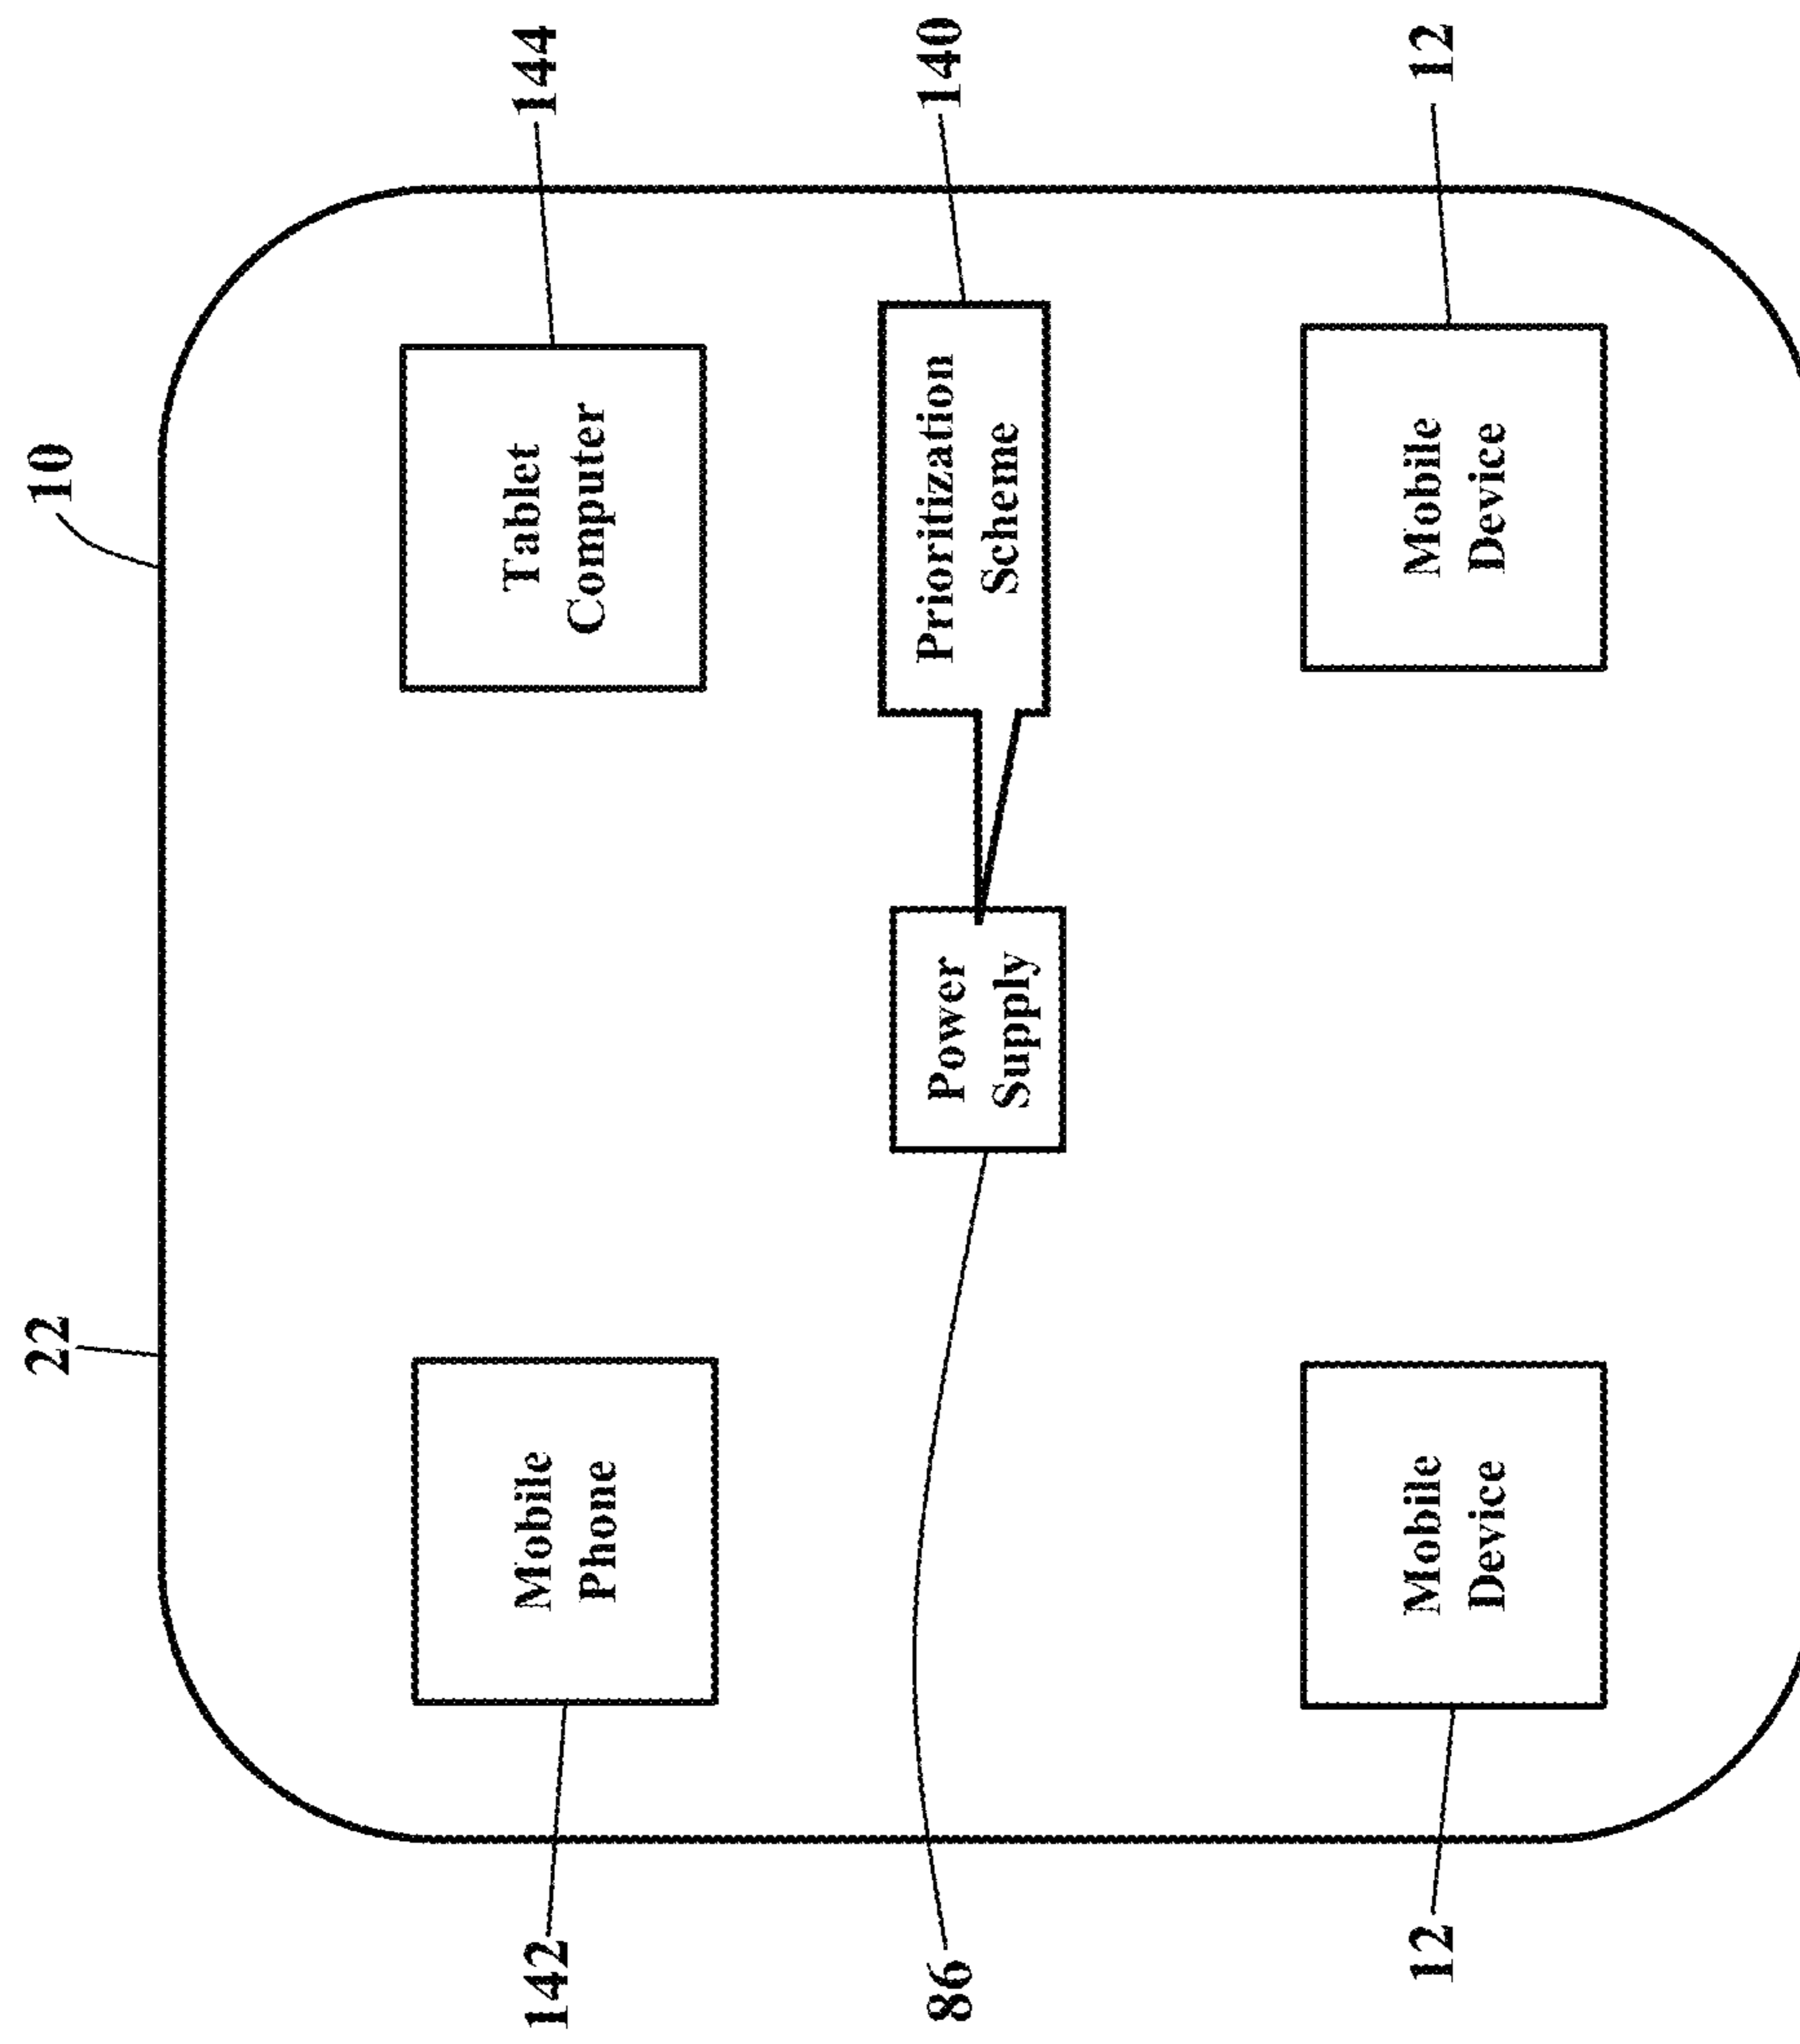 22
10
142
Mobile
Phone
Tablet
Computer
144
86
Power
Supply
Prioritization
Scheme
140
12
Mobile
Device
Mobile
Device
12